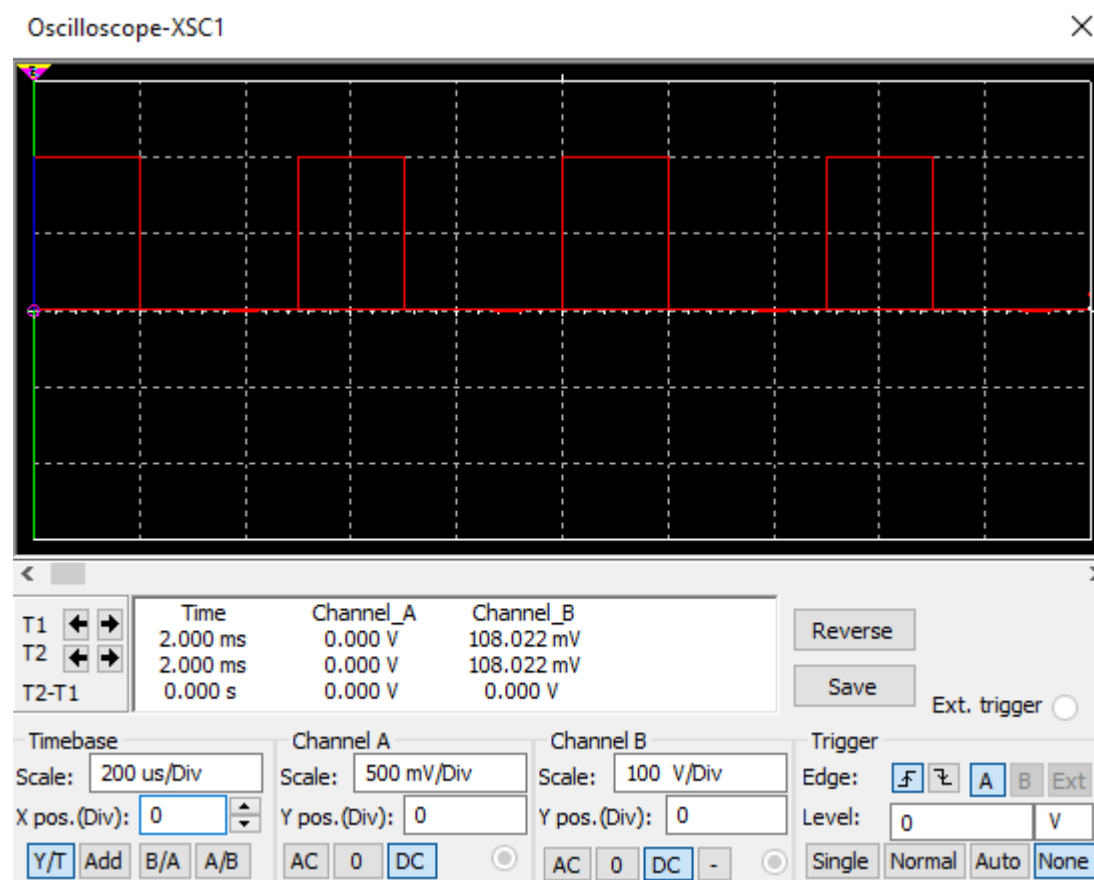 Oscilloscope-XSC1
Time Channel_A Channel_B
T1 2.000 ms 0.000 V 108.022 mV
T2 2.000 ms 0.000 V 108.022 mV
T2-T1 0.000 s 0.000 V 0.000 V
Reverse
Save
Ext. trigger
Timebase
Scale: 200 us/Div
X pos.(Div): 0
Y/T Add B/A A/B
Channel A
Scale: 500 mV/Div
Y pos.(Div): 0
AC 0 DC
Channel B
Scale: 100 V/Div
Y pos.(Div): 0
AC 0 DC -
Trigger
Edge: A B Ext
Level: 0 V
Single Normal Auto None